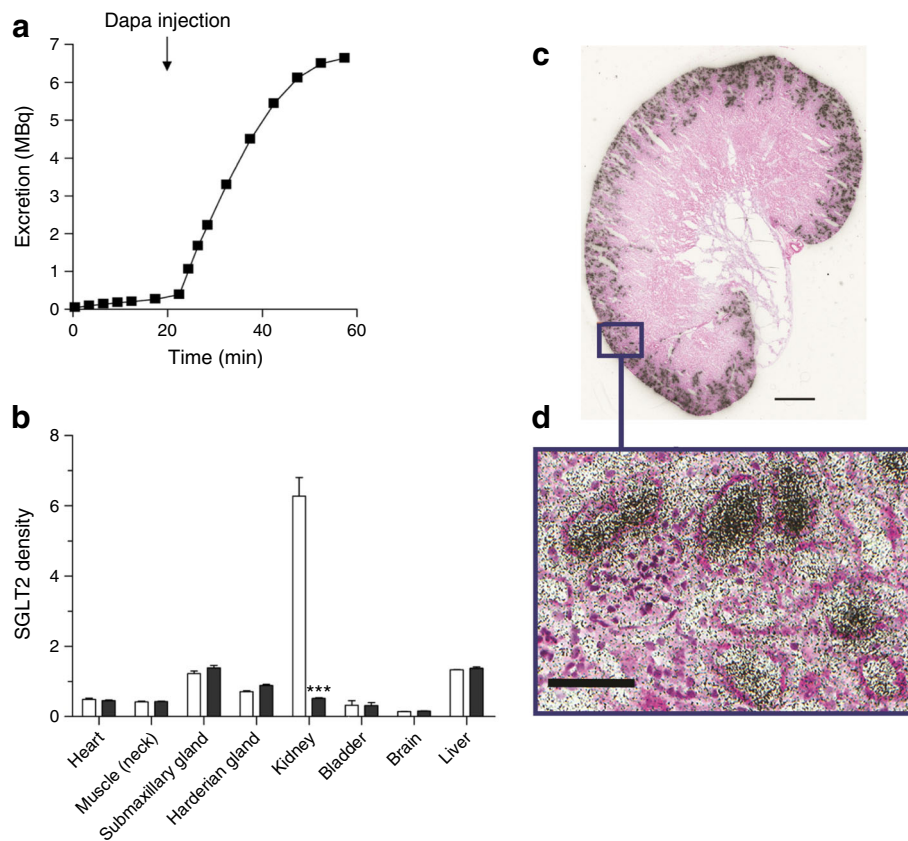 a
Dapa injection
7
6
5
4
3
2
1
0
Excretion (MBq)
0 20 40 60
Time (min)
b
8
6
4
2
0
SGLT2 density
***
Heart
Muscle (neck)
Submaxillary gland
Harderian gland
Kidney
Bladder
Brain
Liver
c
d